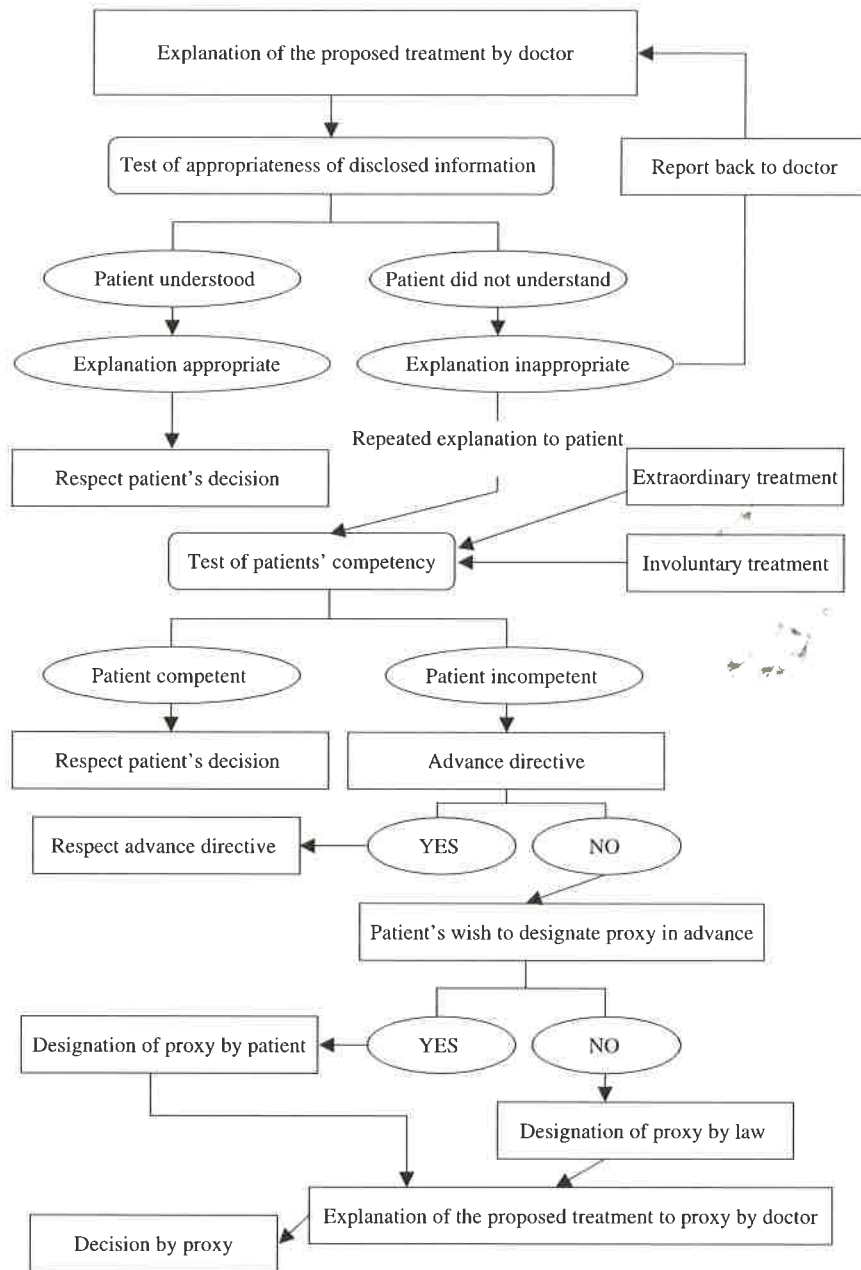 Explanation of the proposed treatment by doctor
Test of appropriateness of disclosed information
Report back to doctor
Patient understood
Patient did not understand
Explanation appropriate
Explanation inappropriate
Repeated explanation to patient
Respect patient's decision
Extraordinary treatment
Test of patients' competency
Involuntary treatment
Patient competent
Patient incompetent
Respect patient's decision
Advance directive
Respect advance directive
YES
NO
Patient's wish to designate proxy in advance
Designation of proxy by patient
YES
NO
Designation of proxy by law
Explanation of the proposed treatment to proxy by doctor
Decision by proxy